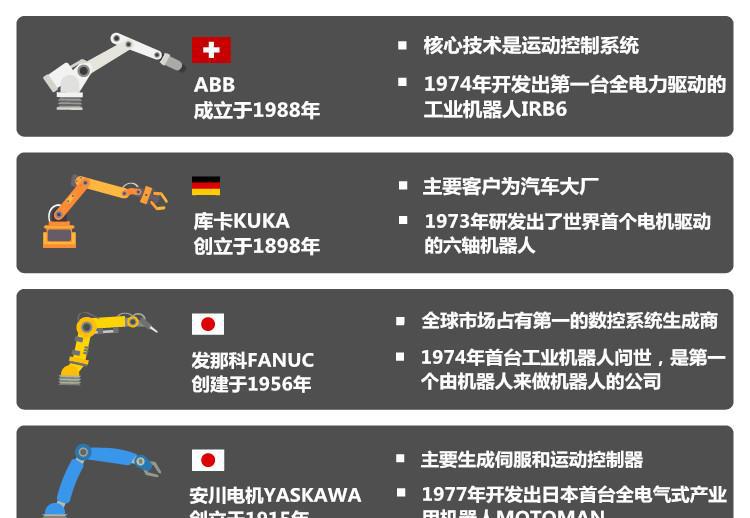 ABB
成立于1988年
核心技术是运动控制系统
1974年开发出第一台全电力驱动的
工业机器人IRB6
库卡KUKA
创立于1898年
主要客户为汽车大厂
1973年研发出了世界首个电机驱动
的六轴机器人
发那科FANUC
创建于1956年
全球市场占有第一的数控系统生成商
1974年首台工业机器人问世，是第一
个由机器人来做机器人的公司
安川电机YASKAWA
创立于1915年
主要生成伺服和运动控制器
1977年开发出日本首台全电气式产业
用机器人MOTOMAN